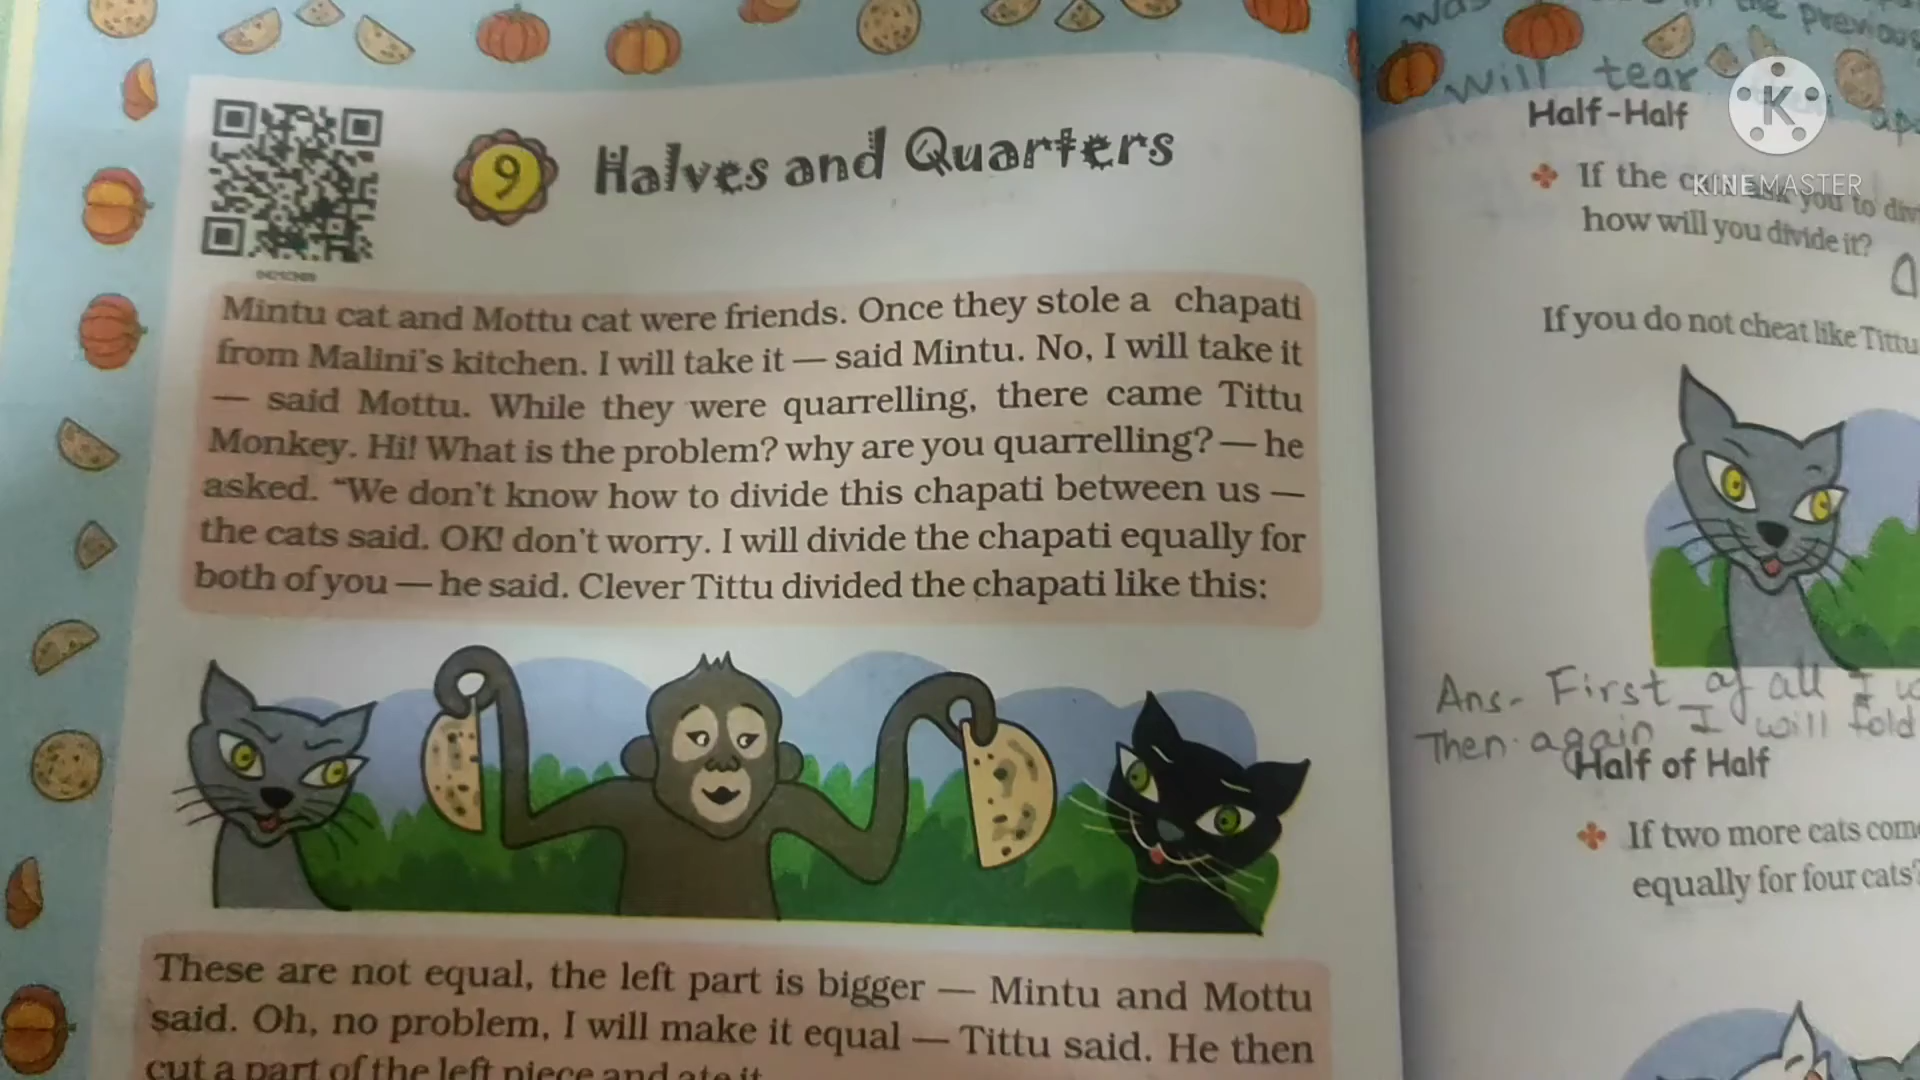 9 Halves and Quarters
Mintu cat and Mottu cat were friends. Once they stole a chapati
from Malini's kitchen. I will take it — said Mintu. No, I will take it
— said Mottu. While they were quarrelling, there came Tittu
Monkey. Hi! What is the problem? why are you quarrelling? — he
asked. "We don't know how to divide this chapati between us —
the cats said. OK! don't worry. I will divide the chapati equally for
both of you — he said. Clever Tittu divided the chapati like this:
These are not equal, the left part is bigger — Mintu and Mottu
said. Oh, no problem, I will make it equal — Tittu said. He then
cut a part of the left piece and ate it
was in the previous
will tear
Half-Half
K
KINEMASTER
If the ask you to
how will you divide it?
If you do not cheat like Tittu
Ans- First of all I
Then again I will fold
Half of Half
If two more cats
equally for four cats?